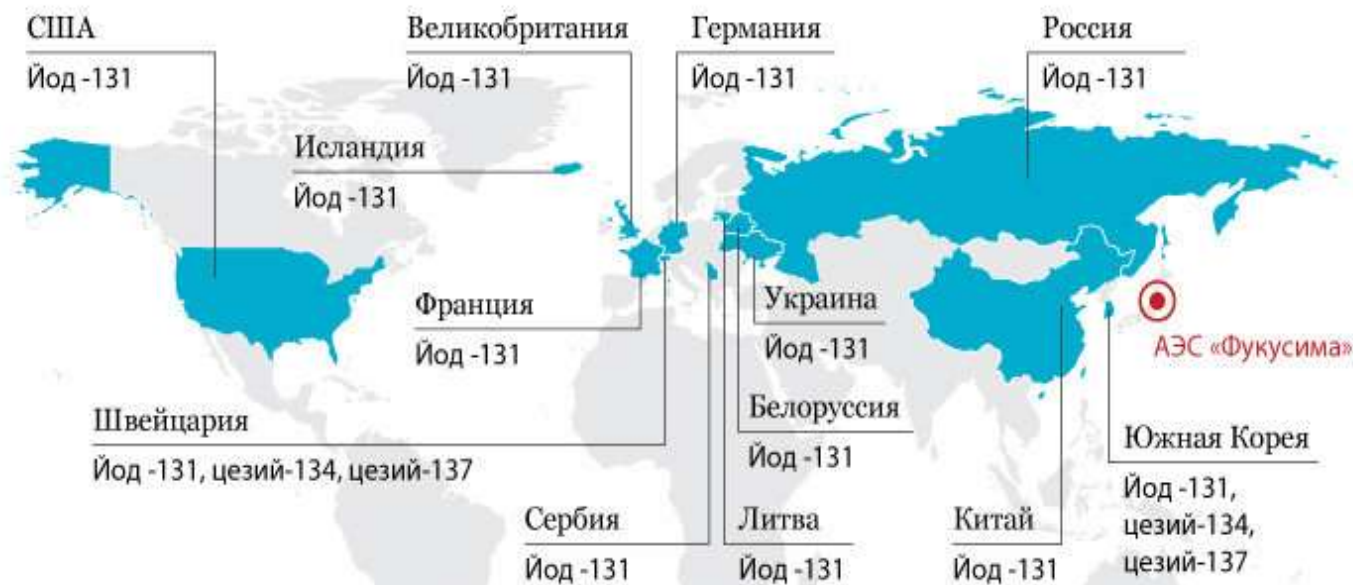 США
Йод -131
Великобритания
Йод -131
Германия
Йод -131
Россия
Йод -131
Исландия
Йод -131
Франция
Йод -131
Украина
Йод -131
АЭС «Фукусима»
Швейцария
Йод -131, цезий-134, цезий-137
Белоруссия
Йод -131
Южная Корея
Йод -131,
цезий-134,
цезий-137
Сербия
Йод -131
Литва
Йод -131
Китай
Йод -131